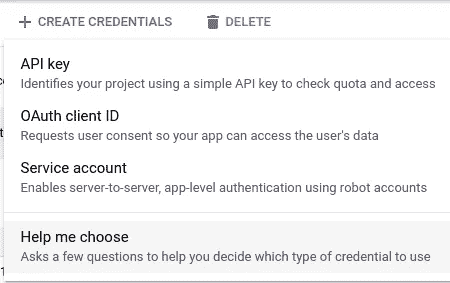 CREATE CREDENTIALS DELETE
API key
Identifies your project using a simple API key to check quota and access
OAuth client ID
Requests user consent so your app can access the user's data
Service account
Enables server-to-server, app-level authentication using robot accounts
Help me choose
Asks a few questions to help you decide which type of credential to use